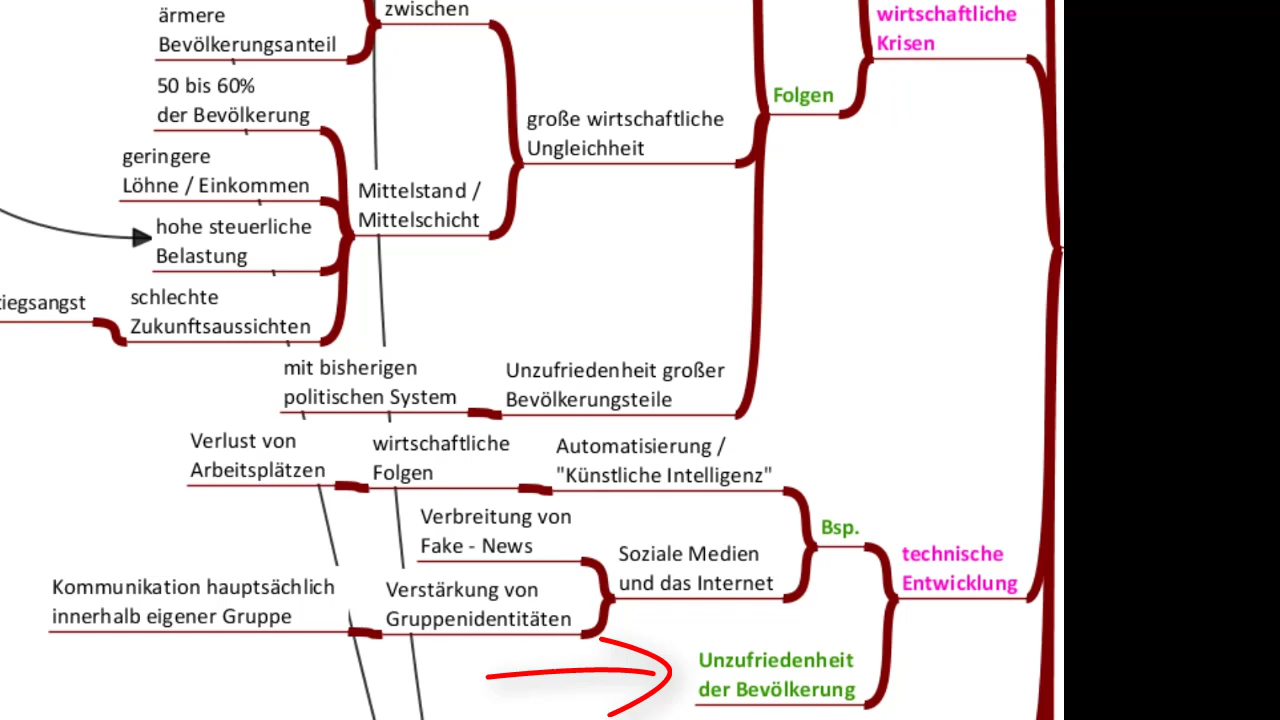 zwischen
ärmere
Bevölkerungsanteil
wirtschaftliche
Krisen
50 bis 60%
der Bevölkerung
Folgen
große wirtschaftliche
Ungleichheit
geringere
Löhne / Einkommen
Mittelstand /
Mittelschicht
hohe steuerliche
Belastung
schlechte
Zukunftsaussichten
mit bisherigen
politischen System
Unzufriedenheit großer
Bevölkerungsteile
Verlust von
Arbeitsplätzen
wirtschaftliche
Folgen
Automatisierung /
"Künstliche Intelligenz"
Verbreitung von
Fake - News
Bsp.
Soziale Medien
und das Internet
technische
Entwicklung
Kommunikation hauptsächlich
innerhalb eigener Gruppe
Verstärkung von
Gruppenidentitäten
Unzufriedenheit
der Bevölkerung